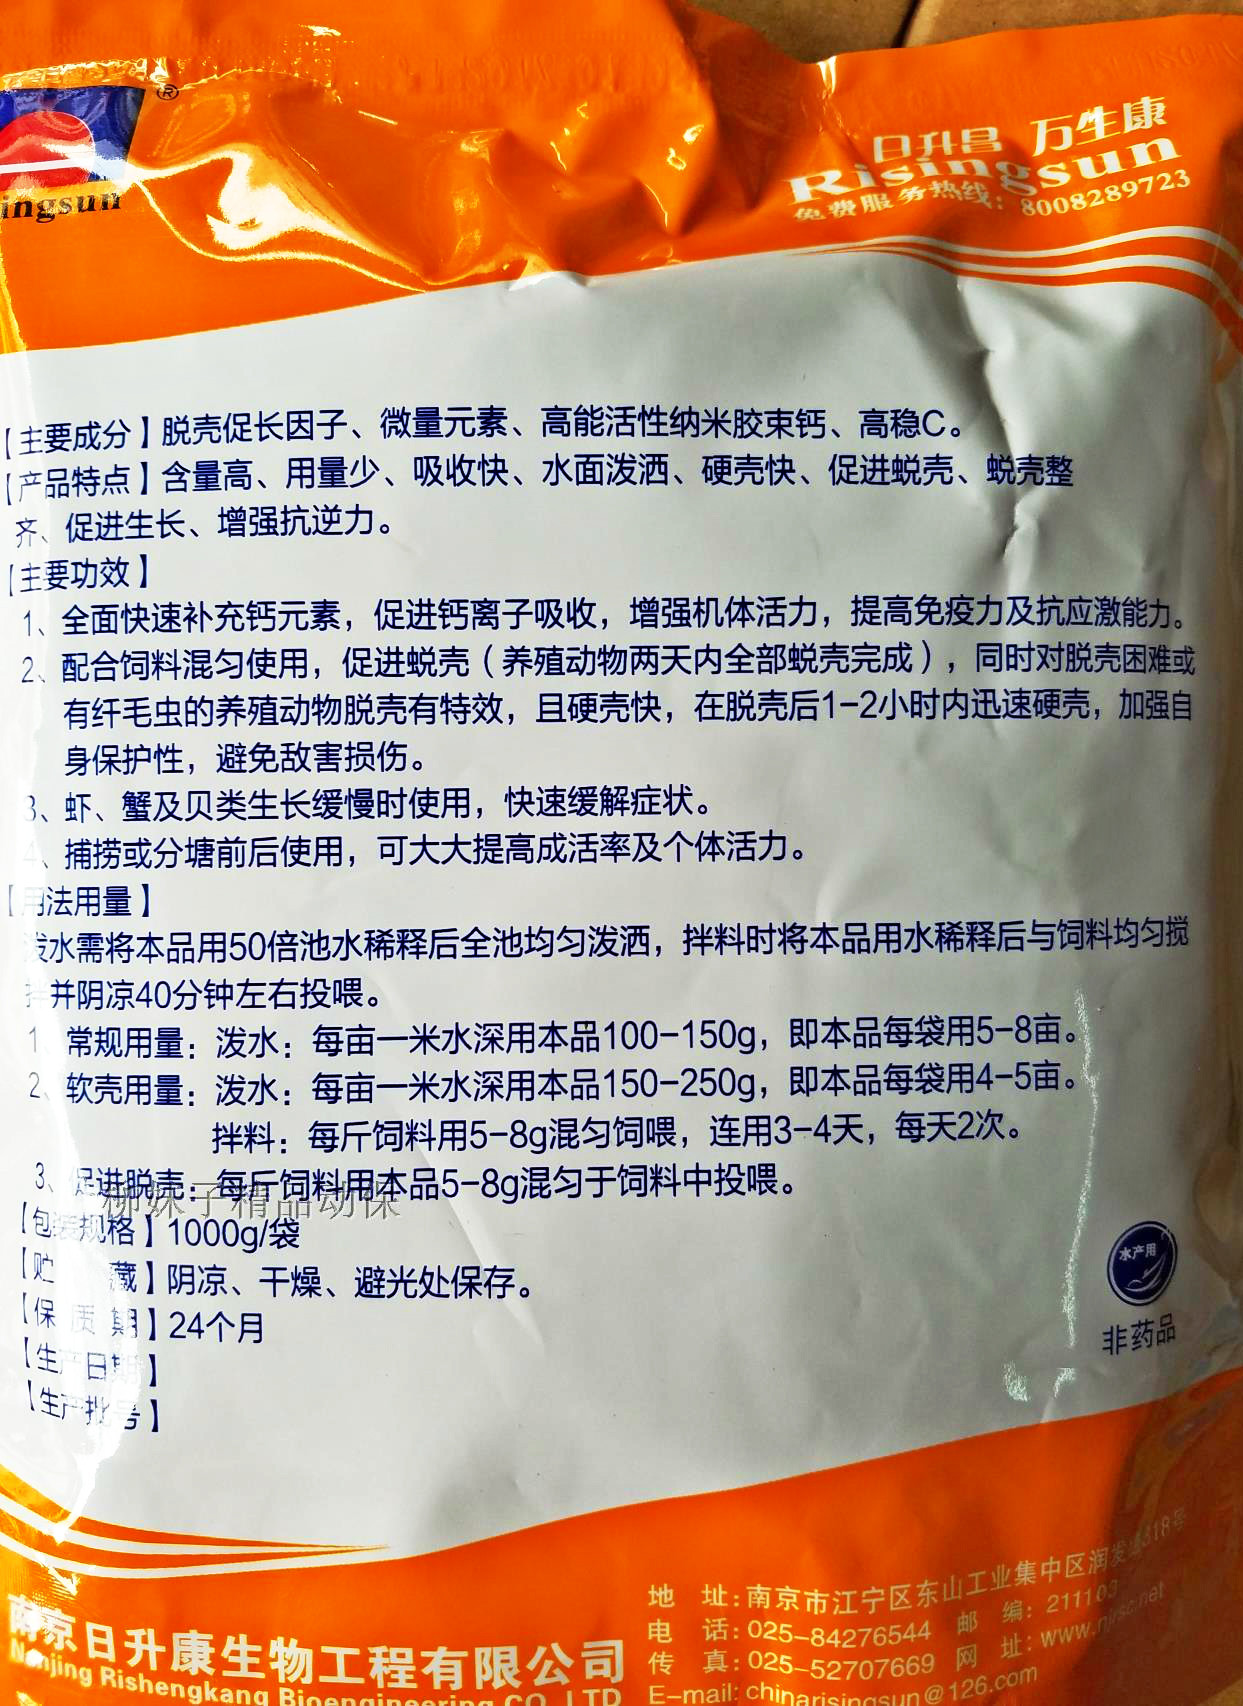 ®
ingsun
日升昌 万生康
Risingsun
免费服务热线：8008289723
【主要成分】脱壳促长因子、微量元素、高能活性纳米胶束钙、高稳C。
【产品特点】含量高、用量少、吸收快、水面泼洒、硬壳快、促进蜕壳、蜕壳整
齐、促进生长、增强抗逆力。
【主要功效】
1、全面快速补充钙元素，促进钙离子吸收，增强机体活力，提高免疫力及抗应激能力。
2、配合饲料混匀使用，促进蜕壳（养殖动物两天内全部蜕壳完成），同时对脱壳困难或
有纤毛虫的养殖动物脱壳有特效，且硬壳快，在脱壳后1-2小时内迅速硬壳，加强自
身保护性，避免敌害损伤。
3、虾、蟹及贝类生长缓慢时使用，快速缓解症状。
4、捕捞或分塘前后使用，可大大提高成活率及个体活力。
【用法用量】
泼水需将本品用50倍池水稀释后全池均匀泼洒，拌料时将本品用水稀释后与饲料均匀搅
拌并阴凉40分钟左右投喂。
1、常规用量：泼水：每亩一米水深用本品100-150g，即本品每袋用5-8亩。
2、软壳用量：泼水：每亩一米水深用本品150-250g，即本品每袋用4-5亩。
拌料：每斤饲料用5-8g混匀饲喂，连用3-4天，每天2次。
3、促进脱壳：每斤饲料用本品5-8g混匀于饲料中投喂。
柳妹子精品动保
【包装规格】1000g/袋
【贮 藏】阴凉、干燥、避光处保存。
【保 质 期】24个月
【生产日期】
【生产批号】
水产用
非药品
南京日升康生物工程有限公司
Nanjing Rishengkang Bioengineering CO.,LTD
地 址：南京市江宁区东山工业集中区润发路318号
电 话：025-84276544 邮 编：211103
传 真：025-52707669 网 址：www.njrsc.net
E-mail: chinarisingsun@126.com